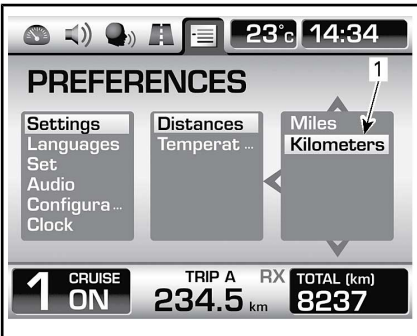 23°c 14:34
1
PREFERENCES
Settings
Languages
Set
Audio
Configura ...
Clock
Distances
Temperat ...
Miles
Kilometers
1 CRUISE ON
TRIP A
234.5 km
RX
TOTAL (km)
8237